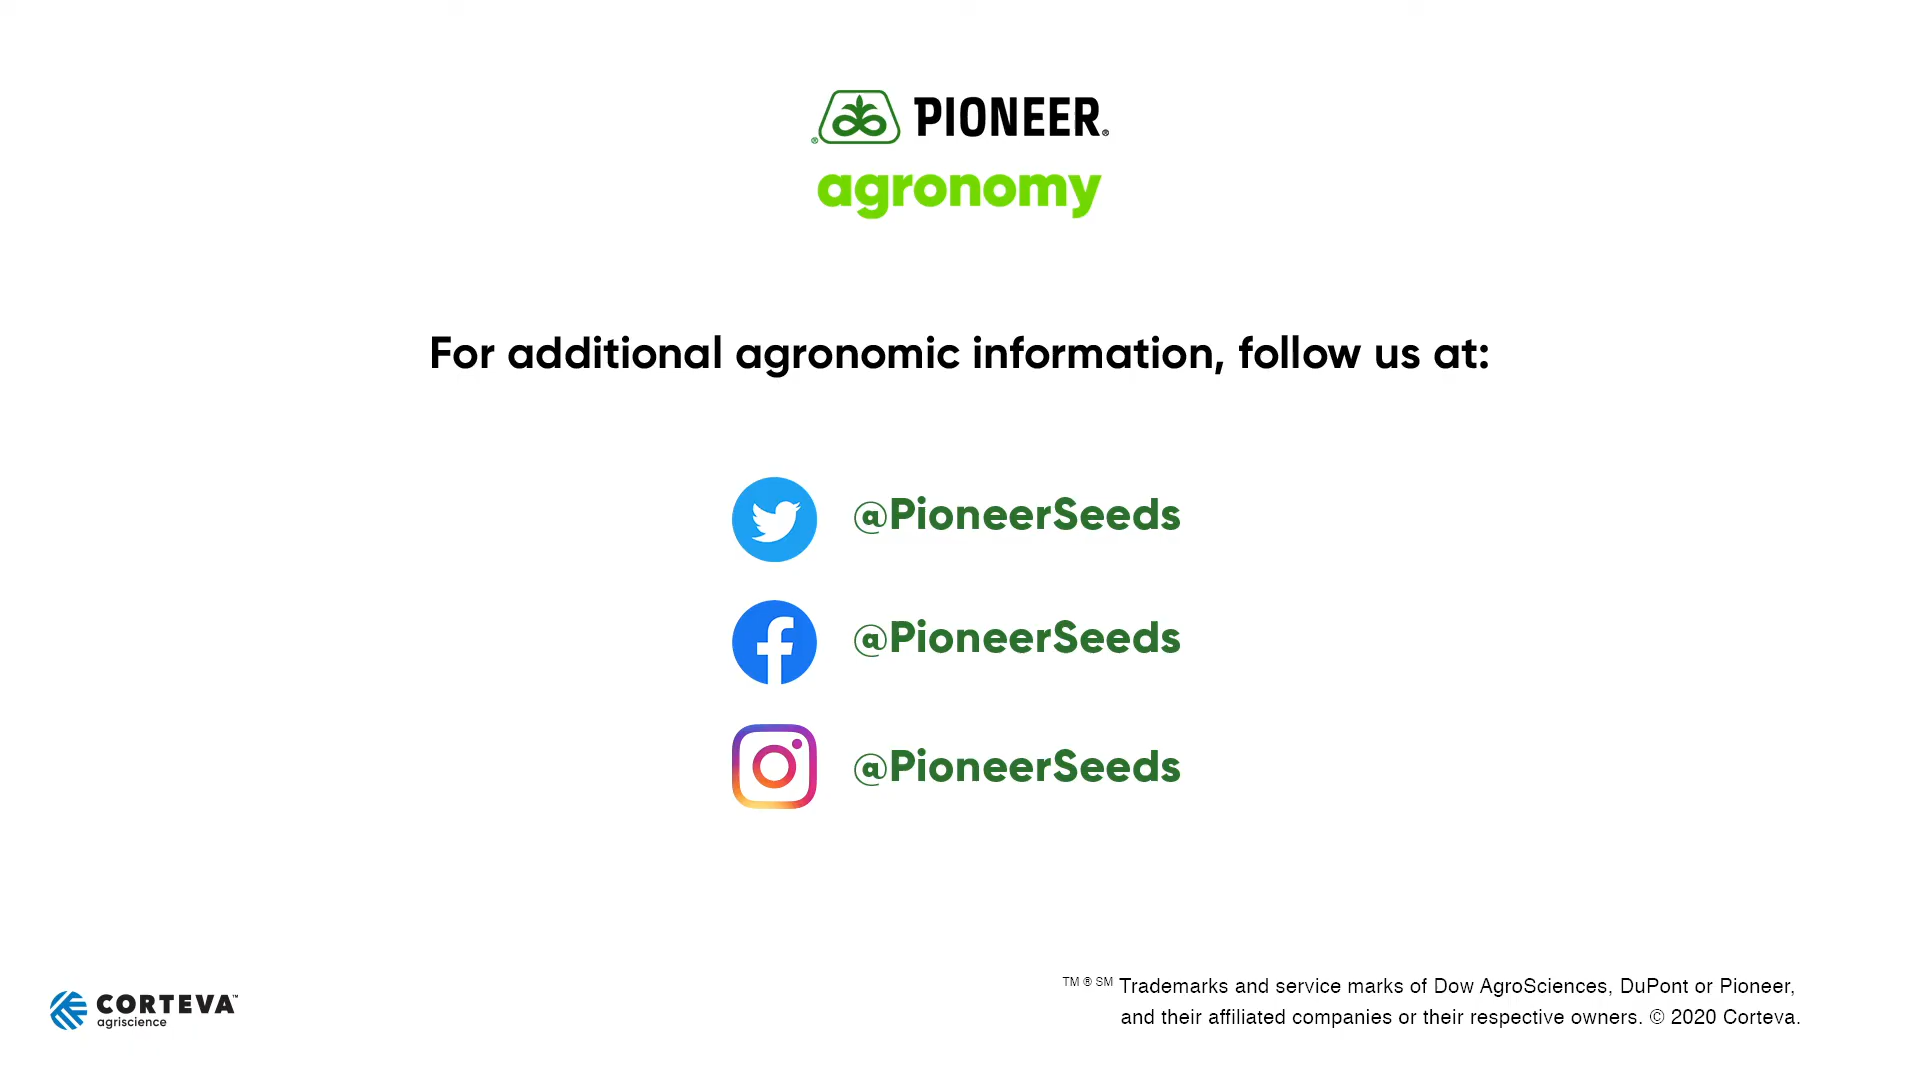 PIONEER®
agronomy
For additional agronomic information, follow us at:
@PioneerSeeds
@PioneerSeeds
@PioneerSeeds
CORTEVA™
agriscience
TM ® SM Trademarks and service marks of Dow AgroSciences, DuPont or Pioneer,
and their affiliated companies or their respective owners. © 2020 Corteva.